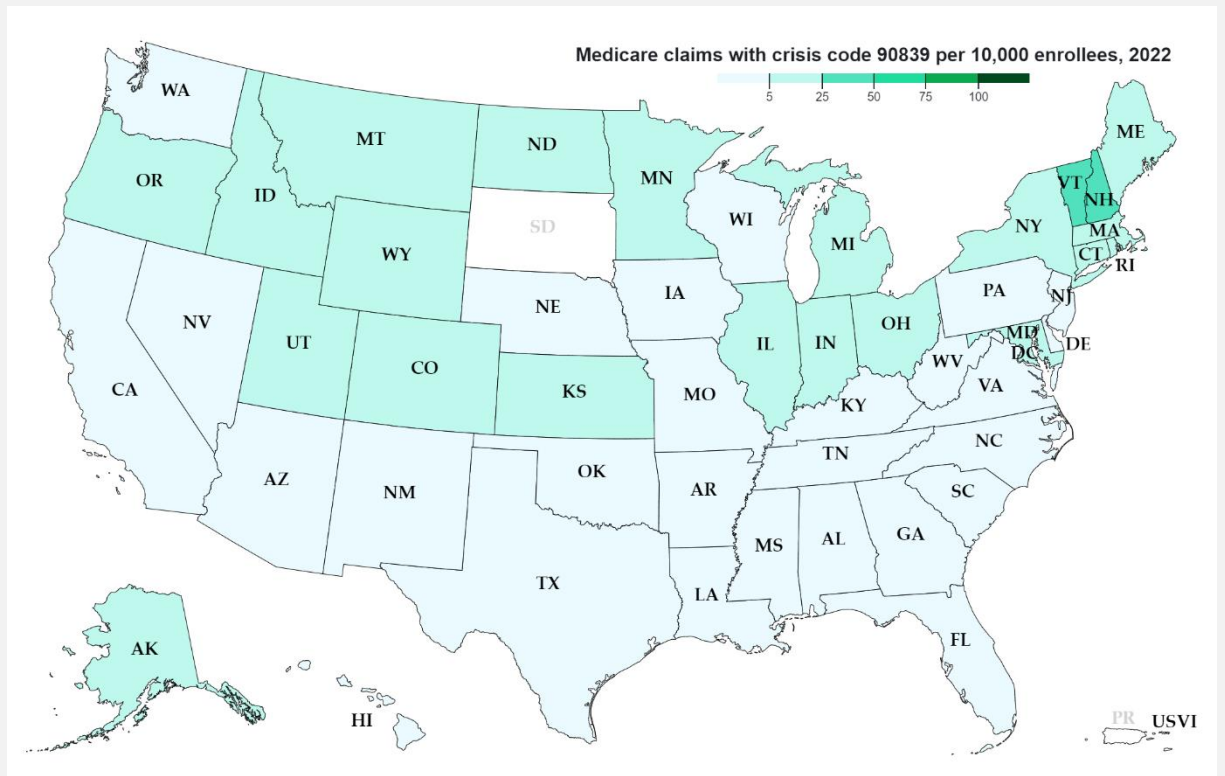 Medicare claims with crisis code 90839 per 10,000 enrollees, 2022
5 25 50 75 100
WA
ME
MT
ND
VT
OR
MN
ID
NH
WI
NY
SD
MA
MI
WY
CT
RI
PA
IA
NJ
NE
NV
OH
MD
UT
IL
IN
DE
DC
CO
WV
CA
VA
KS
MO
KY
NC
TN
OK
AZ
AR
NM
SC
GA
AL
MS
TX
LA
FL
AK
HI
PR
USVI